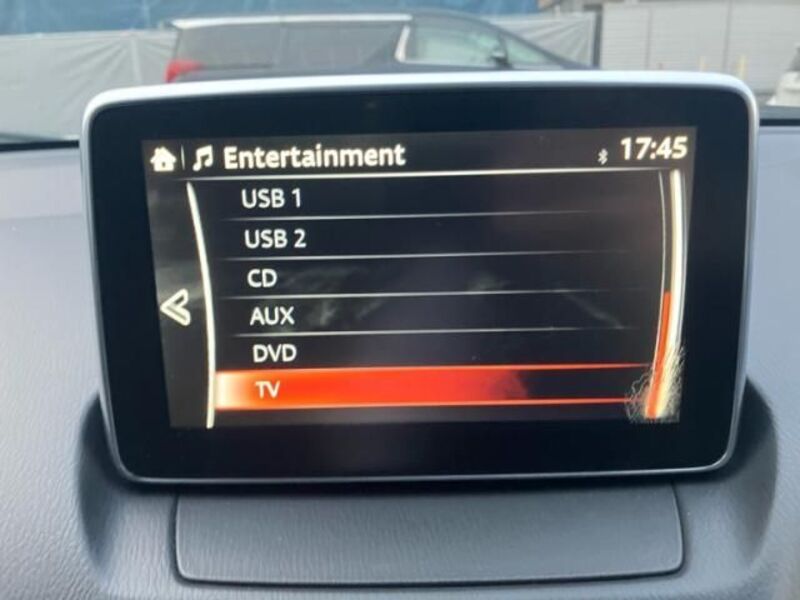 Entertainment 17:45
USB 1
USB 2
CD
AUX
DVD
TV